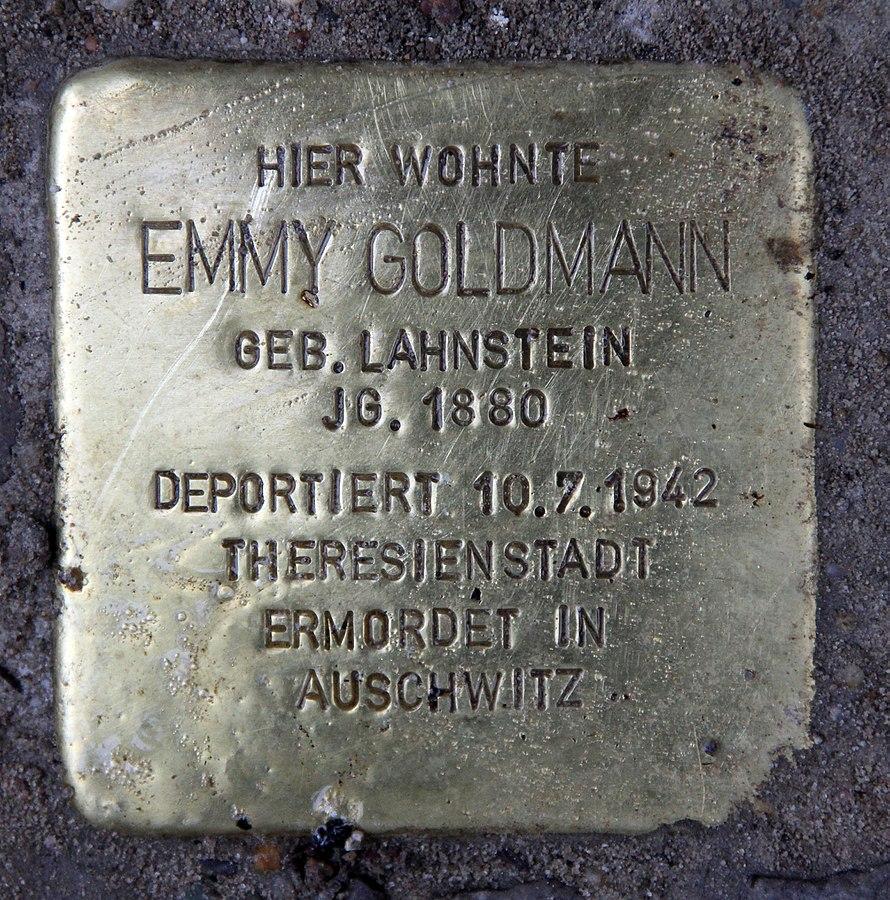 HIER WOHNTE
EMMY GOLDMANN
GEB. LAHNSTEIN
JG. 1880
DEPORTIERT 10.7.1942
THERESIENSTADT
ERMORDET IN
AUSCHWITZ